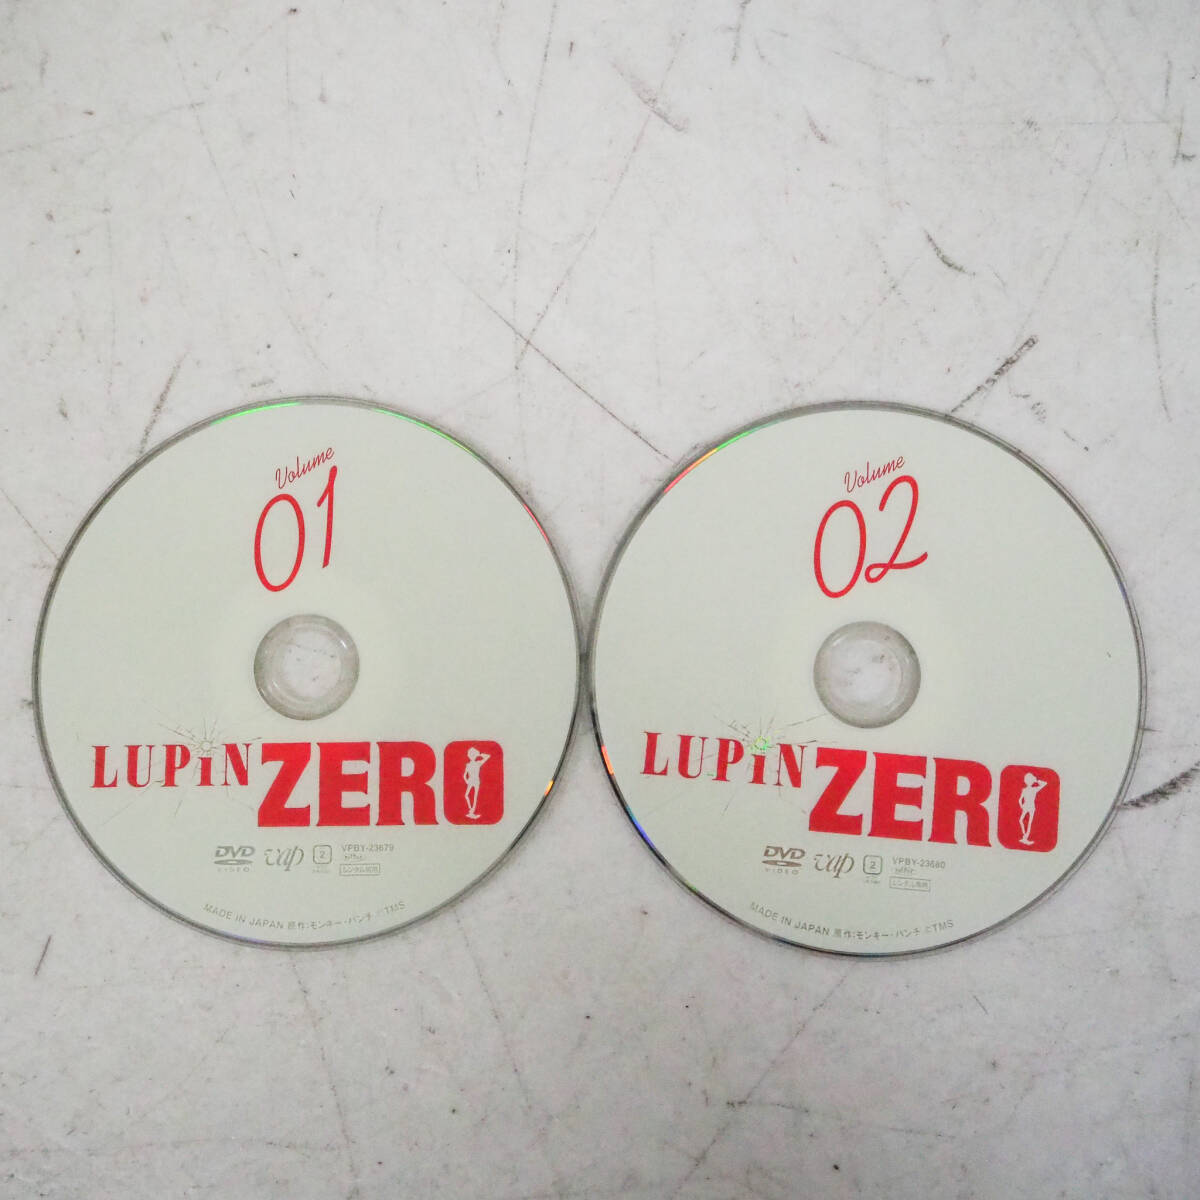 Volume
01
LUPiN ZERO
DVD
VIDEO
vap
2
VPBY-23679
レンタル専用
MADE IN JAPAN 原作:モンキー・パンチ ©TMS
Volume
02
LUPiN ZERO
DVD
VIDEO
vap
2
VPBY-23680
レンタル専用
MADE IN JAPAN 原作:モンキー・パンチ ©TMS